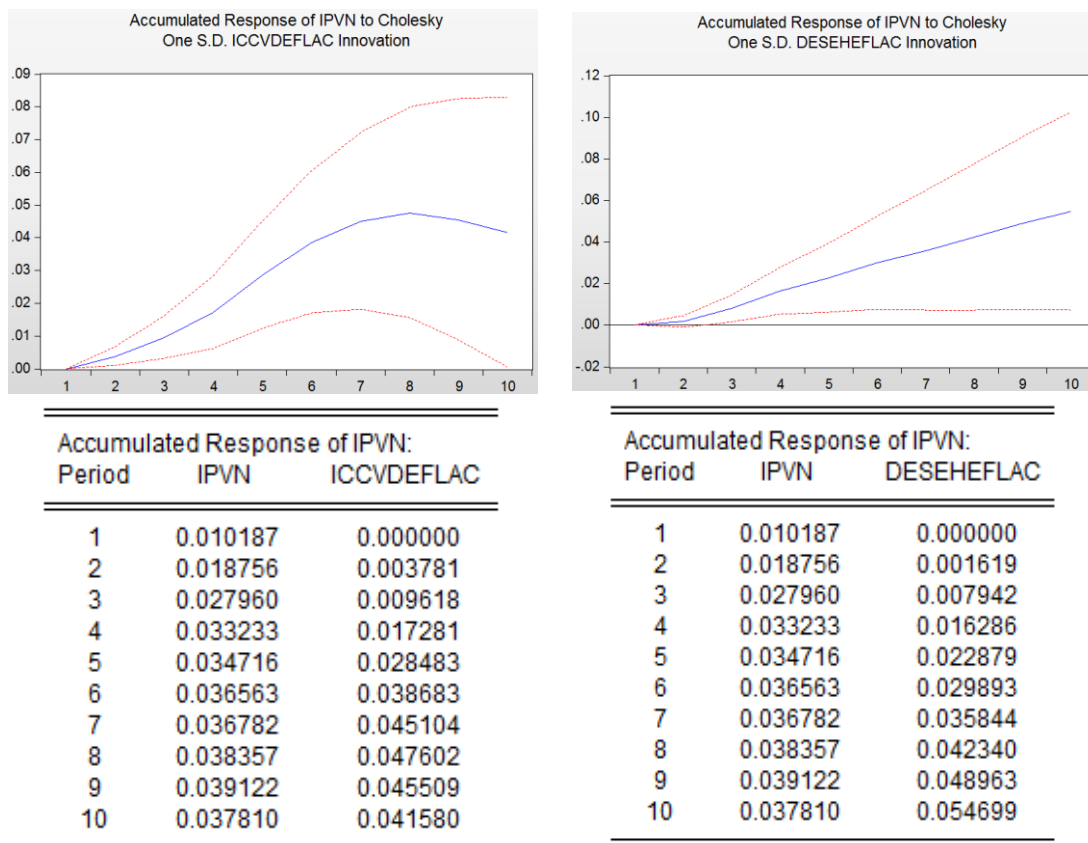 Accumulated Response of IPVN to Cholesky
One S.D. ICCVDEFLAC Innovation
.09
.08
.07
.06
.05
.04
.03
.02
.01
.00
1 2 3 4 5 6 7 8 9 10
Accumulated Response of IPVN:
Period IPVN ICCVDEFLAC
1 0.010187 0.000000
2 0.018756 0.003781
3 0.027960 0.009618
4 0.033233 0.017281
5 0.034716 0.028483
6 0.036563 0.038683
7 0.036782 0.045104
8 0.038357 0.047602
9 0.039122 0.045509
10 0.037810 0.041580
Accumulated Response of IPVN to Cholesky
One S.D. DESEHEFLAC Innovation
.12
.10
.08
.06
.04
.02
.00
-.02
1 2 3 4 5 6 7 8 9 10
Accumulated Response of IPVN:
Period IPVN DESEHEFLAC
1 0.010187 0.000000
2 0.018756 0.001619
3 0.027960 0.007942
4 0.033233 0.016286
5 0.034716 0.022879
6 0.036563 0.029893
7 0.036782 0.035844
8 0.038357 0.042340
9 0.039122 0.048963
10 0.037810 0.054699